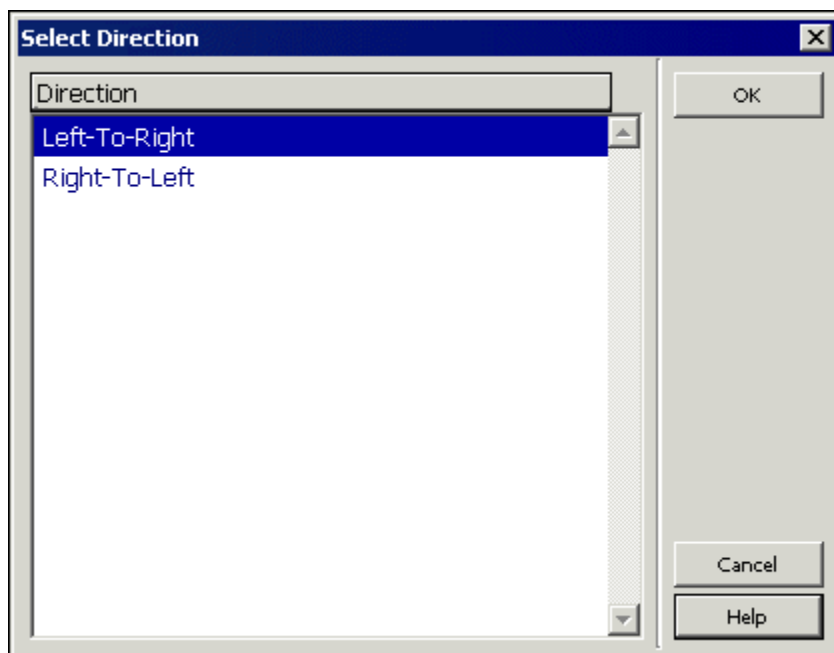 Select Direction
Direction
OK
Left-To-Right
Right-To-Left
Cancel
Help